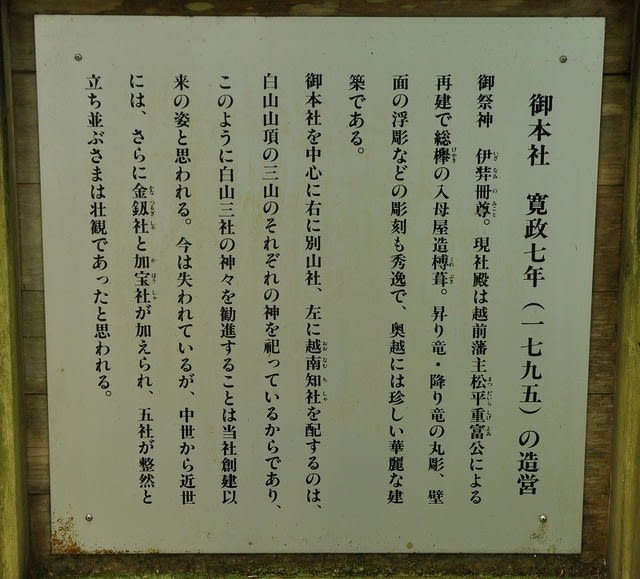 御本社 寛政七年（一七九五）の造営
御祭神 伊弉冊尊。現社殿は越前藩主松平重富公による
再建で総欅の入母屋造榑葺。昇り竜・降り竜の丸彫、壁
面の浮彫などの彫刻も秀逸で、奥越には珍しい華麗な建
築である。
御本社を中心に右に別山社、左に越南知社を配するのは、
白山山頂の三山のそれぞれの神を祀っているからであり、
このように白山三社の神々を勧進することは当社創建以
来の姿と思われる。今は失われているが、中世から近世
には、さらに金釼社と加宝社が加えられ、五社が整然と
立ち並ぶさまは壮観であったと思われる。